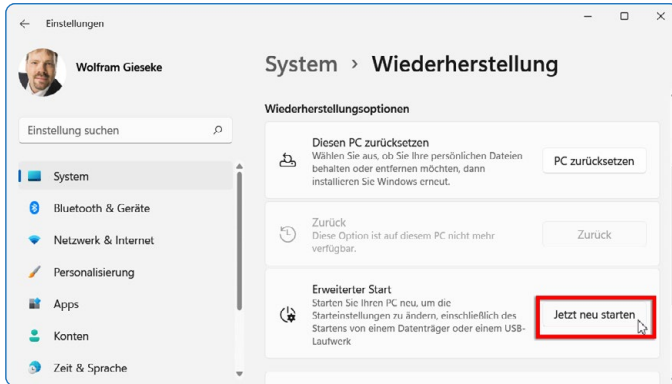 Einstellungen
Wolfram Gieseke
Einstellung suchen
System
Bluetooth & Geräte
Netzwerk & Internet
Personalisierung
Apps
Konten
Zeit & Sprache
System > Wiederherstellung
Wiederherstellungsoptionen
Diesen PC zurücksetzen
Wählen Sie aus, ob Sie Ihre persönlichen Dateien
behalten oder entfernen möchten, dann
installieren Sie Windows erneut.
PC zurücksetzen
Zurück
Diese Option ist auf diesem PC nicht mehr
verfügbar.
Zurück
Erweiterter Start
Starten Sie Ihren PC neu, um die
Starteinstellungen zu ändern, einschließlich des
Startens von einem Datenträger oder einem USB-
Laufwerk
Jetzt neu starten